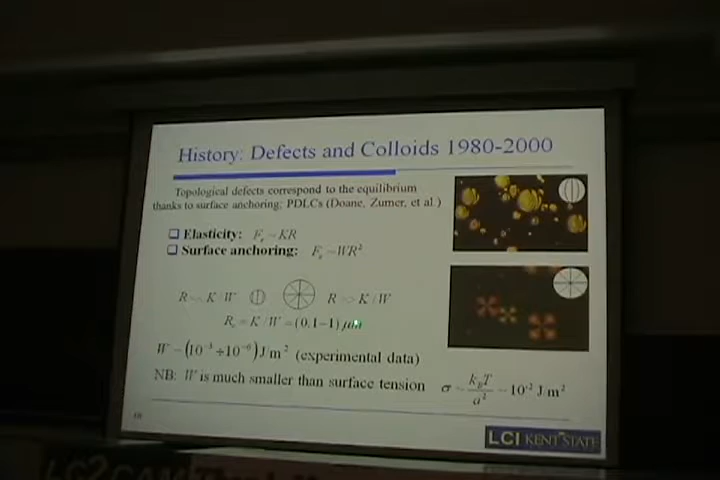 History: Defects and Colloids 1980-2000
Topological defects correspond to the equilibrium
thanks to surface anchoring; PDLCs (Doane, Zumer, et al.)
❑ Elasticity: Fe ~ KR
❑ Surface anchoring: Fs ~ WR²
R << K/W R >> K/W
Rc = K/W = (0.1–1) μm
W ~ (10⁻³ ÷ 10⁻⁶) J/m² (experimental data)
NB: W is much smaller than surface tension σ ~ kBT/a² ~ 10⁻² J/m²
LCI KENT STATE